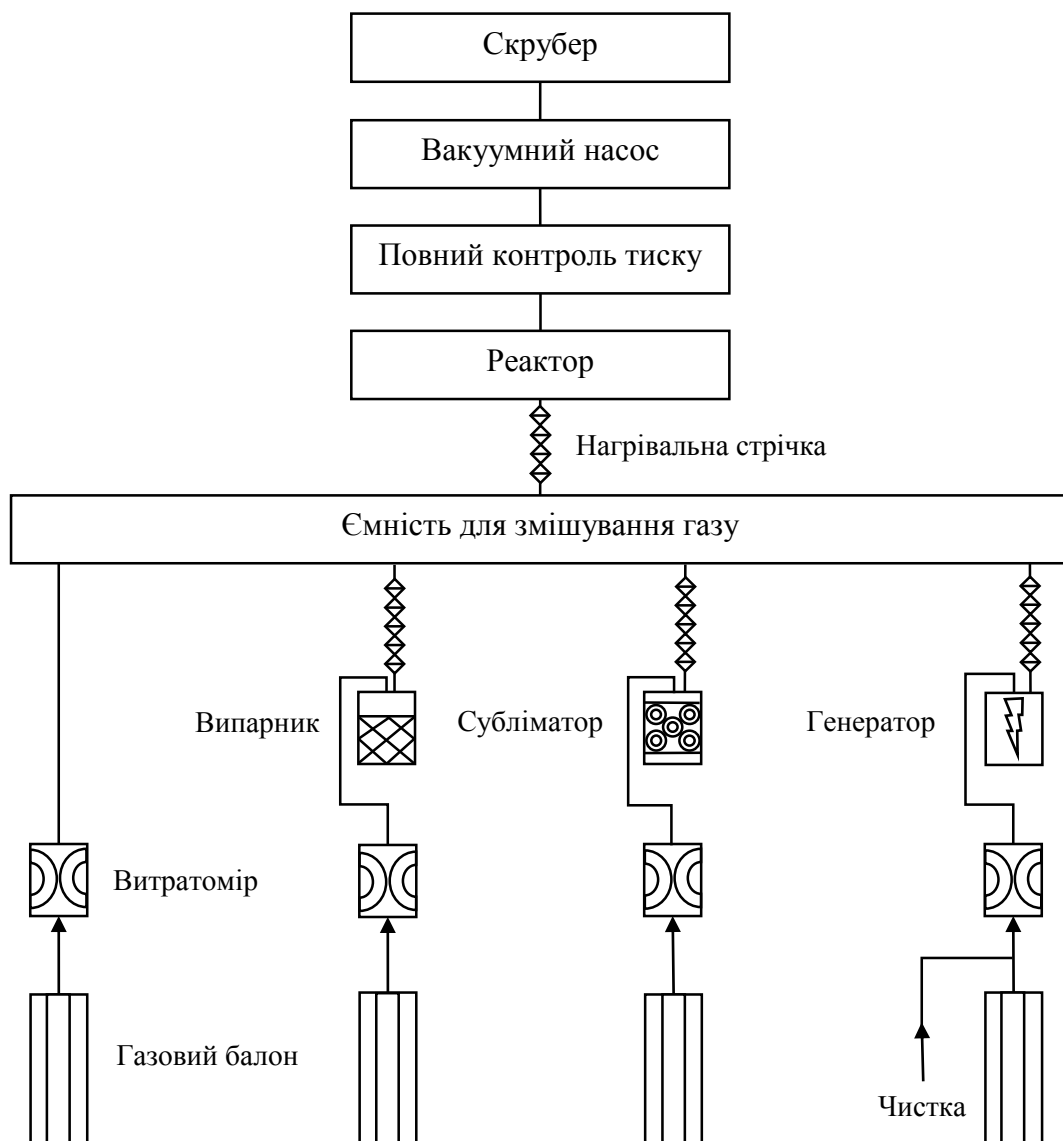 Скрубер
Вакуумний насос
Повний контроль тиску
Реактор
Нагрівальна стрічка
Ємність для змішування газу
Випарник
Субліматор
Генератор
Витратомір
Газовий балон
Чистка